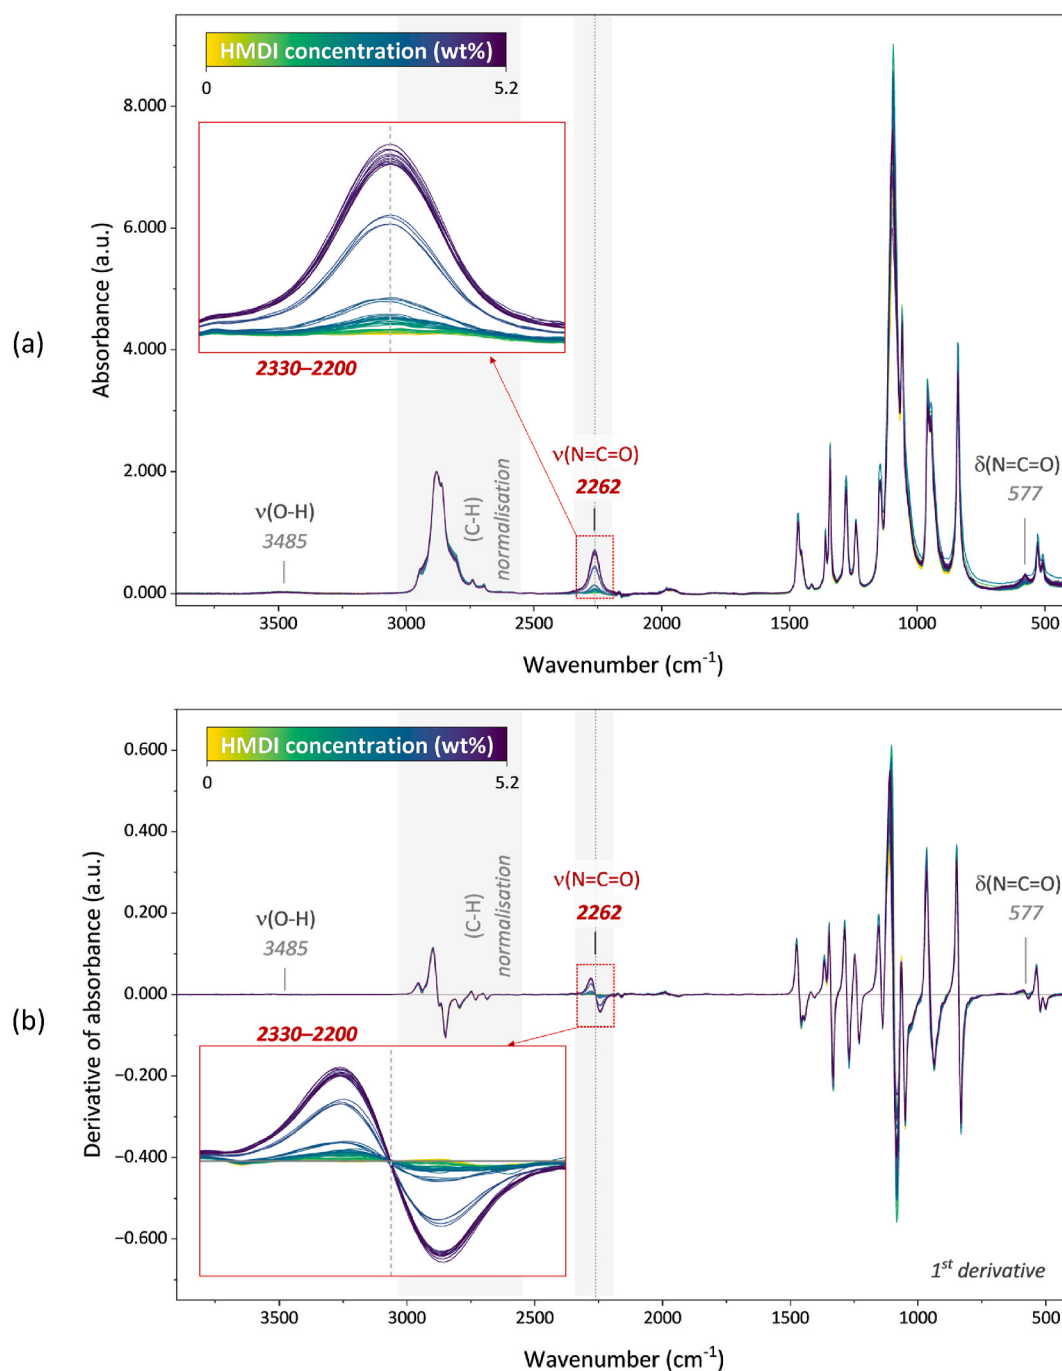 (a)
HMDI concentration (wt%)
0 5.2
8.000
6.000
4.000
2.000
0.000
Absorbance (a.u.)
2330–2200
ν(O-H)
3485
(C-H)
normalisation
ν(N=C=O)
2262
δ(N=C=O)
577
3500 3000 2500 2000 1500 1000 500
Wavenumber (cm⁻¹)
(b)
HMDI concentration (wt%)
0 5.2
0.600
0.400
0.200
0.000
−0.200
−0.400
−0.600
Derivative of absorbance (a.u.)
ν(O-H)
3485
(C-H)
normalisation
ν(N=C=O)
2262
δ(N=C=O)
577
2330–2200
1ˢᵗ derivative
3500 3000 2500 2000 1500 1000 500
Wavenumber (cm⁻¹)